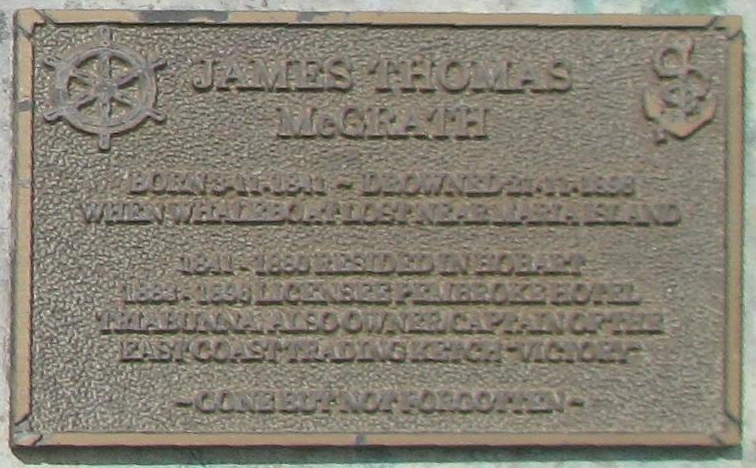 JAMES THOMAS
McGRATH
BORN 3-11-1841 ~ DROWNED 21-11-1898
WHEN WHALEBOAT LOST NEAR MARIA ISLAND
1841 - 1880 RESIDED IN HOBART
1884 - 1898 LICENSEE PEMBROKE HOTEL
TRIABUNNA, ALSO OWNER/CAPTAIN OF THE
EAST COAST TRADING KETCH "VICTORY"
~ GONE BUT NOT FORGOTTEN ~